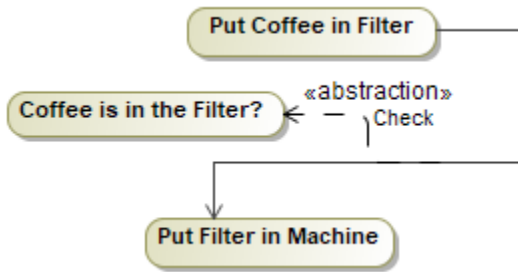 Put Coffee in Filter
«abstraction»
Coffee is in the Filter?
Check
Put Filter in Machine